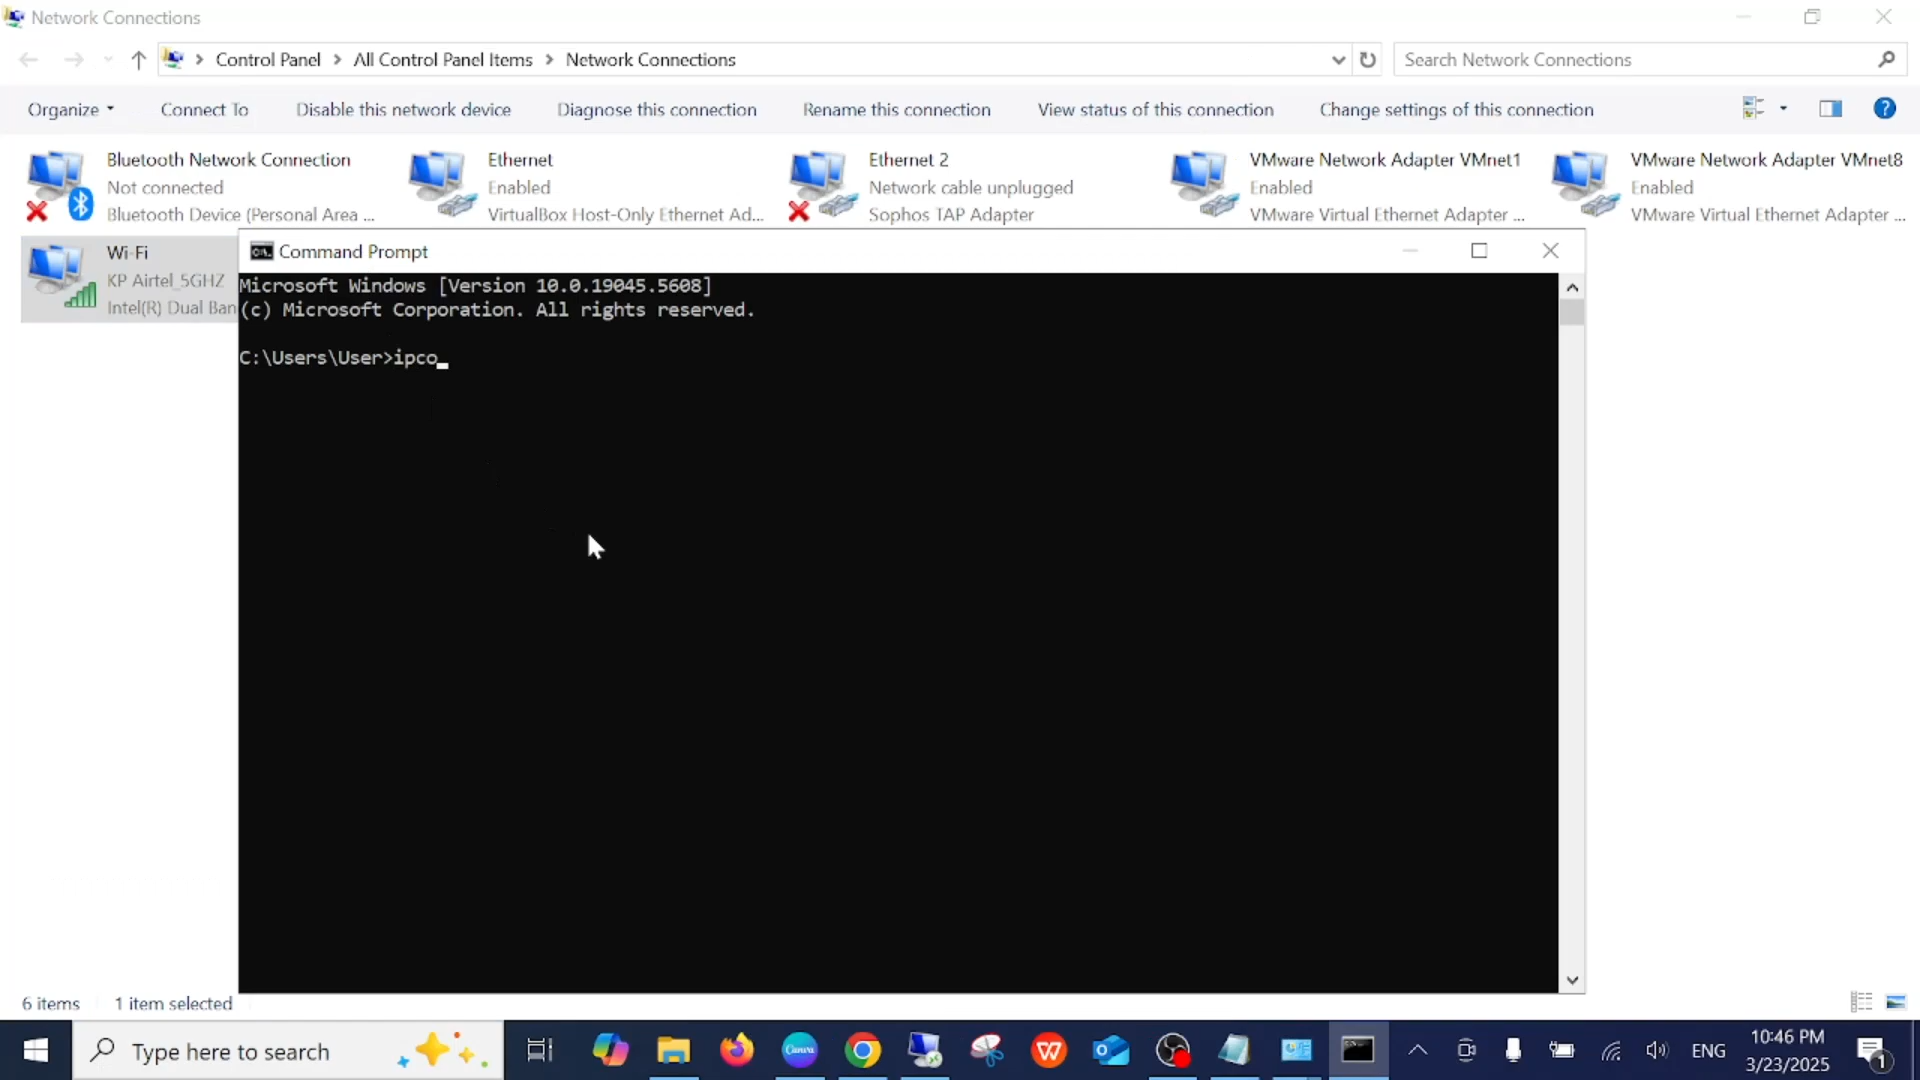 Network Connections
Control Panel > All Control Panel Items > Network Connections
Search Network Connections
Organize
Connect To
Disable this network device
Diagnose this connection
Rename this connection
View status of this connection
Change settings of this connection
Bluetooth Network Connection
Not connected
Bluetooth Device (Personal Area ...
Ethernet
Enabled
VirtualBox Host-Only Ethernet Ad...
Ethernet 2
Network cable unplugged
Sophos TAP Adapter
VMware Network Adapter VMnet1
Enabled
VMware Virtual Ethernet Adapter ...
VMware Network Adapter VMnet8
Enabled
VMware Virtual Ethernet Adapter ...
Wi-Fi
KP Airtel_5GHZ
Intel(R) Dual Ban
Command Prompt
Microsoft Windows [Version 10.0.19045.5608]
(c) Microsoft Corporation. All rights reserved.
C:\Users\User>ipco
6 items
1 item selected
Type here to search
Canva
W
ENG
10:46 PM
3/23/2025
1